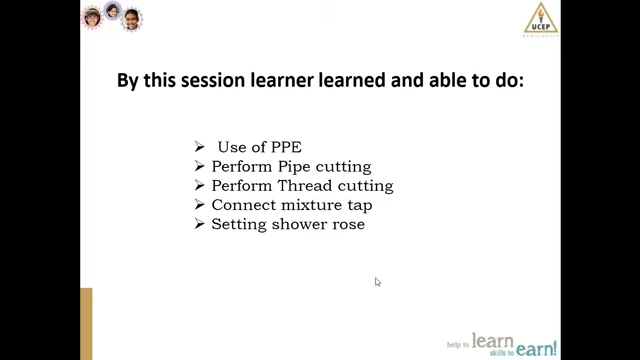 UCEP
BANGLADESH
By this session learner learned and able to do:
➢ Use of PPE
➢ Perform Pipe cutting
➢ Perform Thread cutting
➢ Connect mixture tap
➢ Setting shower rose
help to learn
skills to earn!